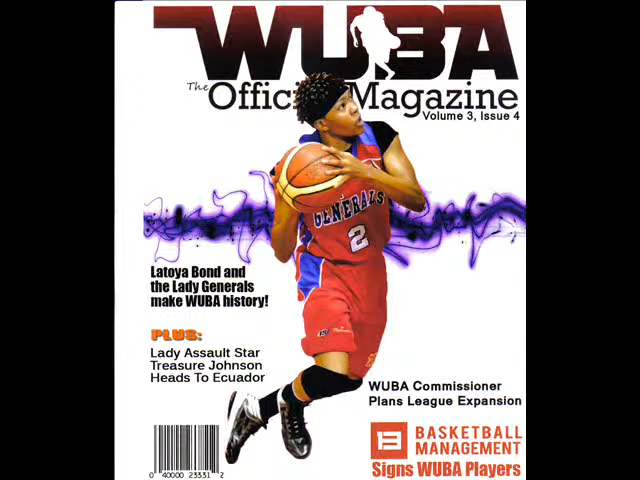 WUBA
The Official Magazine
Volume 3, Issue 4
GENERALS
2
Latoya Bond and
the Lady Generals
make WUBA history!
PLUS:
Lady Assault Star
Treasure Johnson
Heads To Ecuador
WUBA Commissioner
Plans League Expansion
BASKETBALL
MANAGEMENT
Signs WUBA Players
0 40000 23331 2